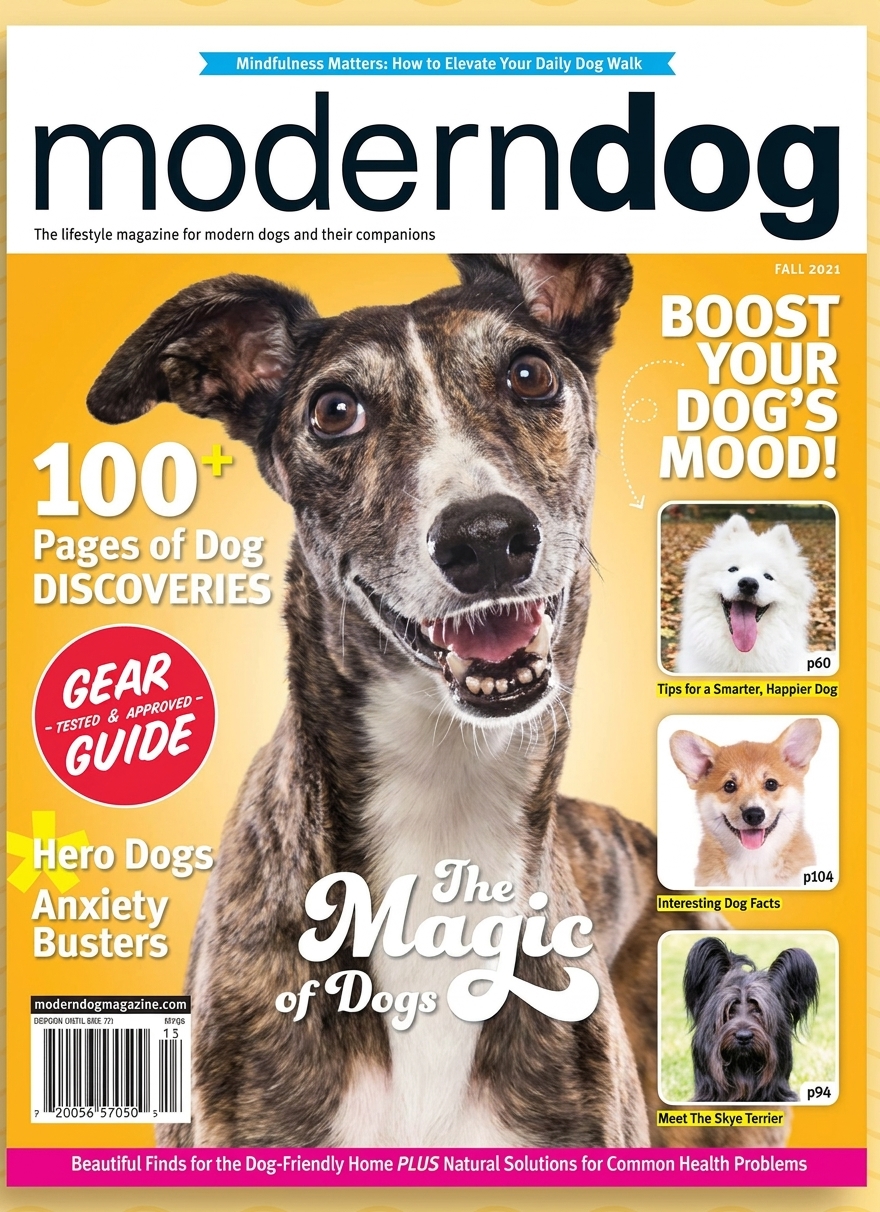 Mindfulness Matters: How to Elevate Your Daily Dog Walk
moderndog
The lifestyle magazine for modern dogs and their companions
FALL 2021
BOOST
YOUR
DOG'S
MOOD!
100+
Pages of Dog
DISCOVERIES
GEAR
- TESTED & APPROVED -
GUIDE
p60
Tips for a Smarter, Happier Dog
p104
Interesting Dog Facts
Hero Dogs
Anxiety
Busters
The
Magic
of Dogs
p94
Meet The Skye Terrier
moderndogmagazine.com
13
20056 57050
Beautiful Finds for the Dog-Friendly Home PLUS Natural Solutions for Common Health Problems